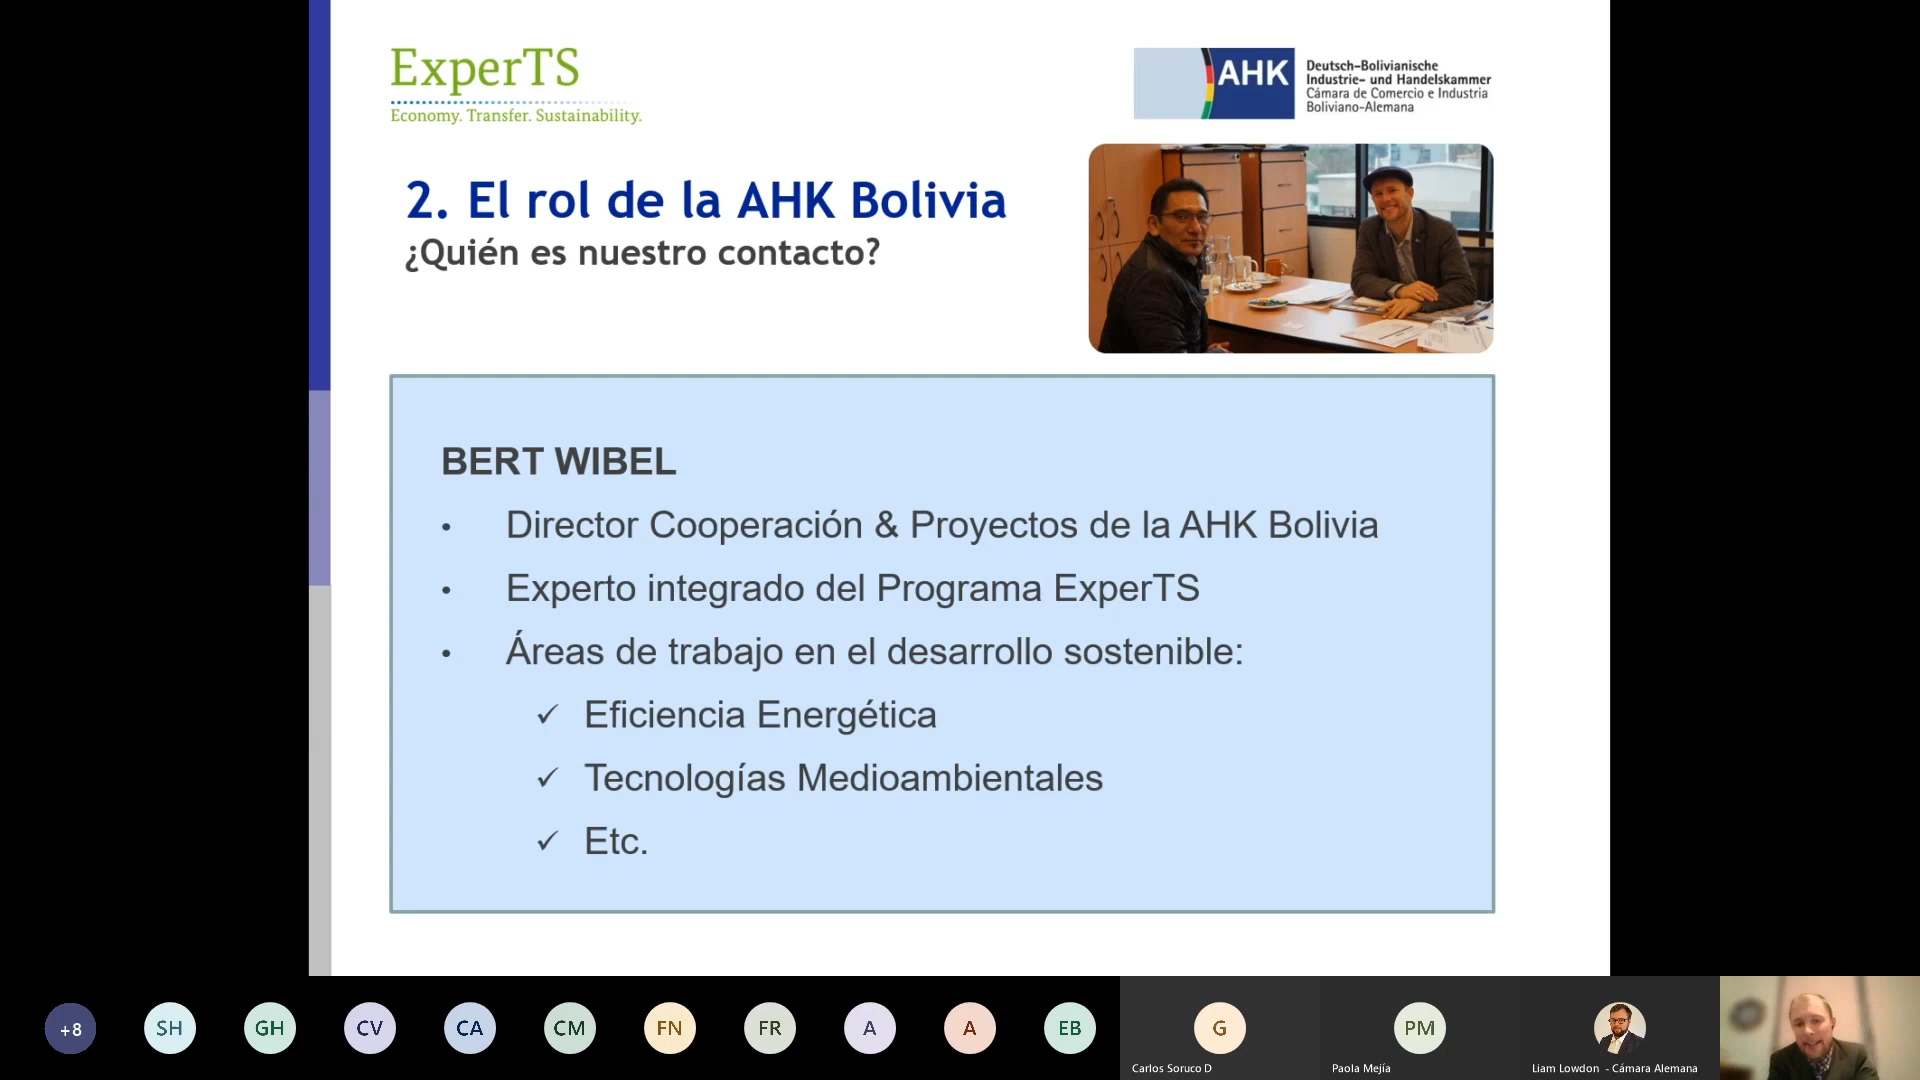 ExperTS
Economy. Transfer. Sustainability.
AHK
Deutsch-Bolivianische
Industrie- und Handelskammer
Cámara de Comercio e Industria
Boliviano-Alemana
2. El rol de la AHK Bolivia
¿Quién es nuestro contacto?
BERT WIBEL
• Director Cooperación & Proyectos de la AHK Bolivia
• Experto integrado del Programa ExperTS
• Áreas de trabajo en el desarrollo sostenible:
✓ Eficiencia Energética
✓ Tecnologías Medioambientales
✓ Etc.
+8
SH
GH
CV
CA
CM
FN
FR
A
A
EB
G
Carlos Soruco D
PM
Paola Mejía
Liam Lowdon - Cámara Alemana